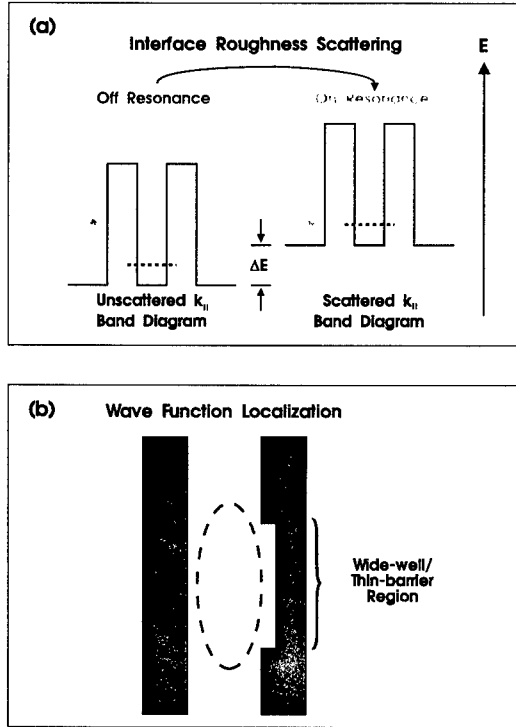 (a)
Interface Roughness Scattering
E
Off Resonance
On Resonance
ΔE
Unscattered k||
Band Diagram
Scattered k||
Band Diagram
(b)
Wave Function Localization
Wide-well/
Thin-barrier
Region